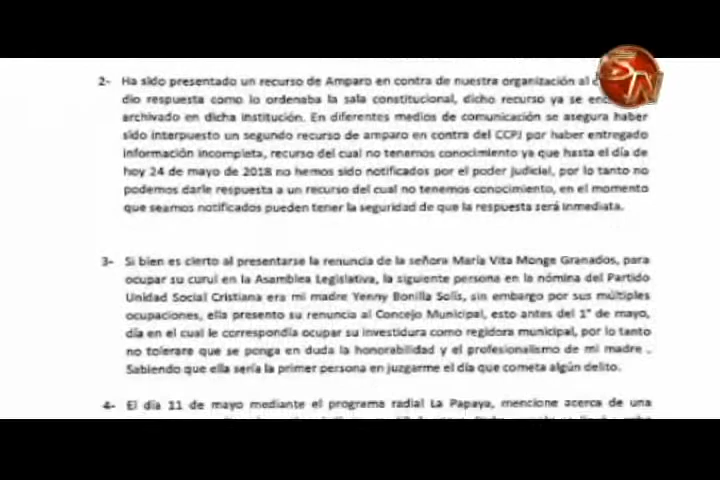 SN
2- Ha sido presentado un recurso de Amparo en contra de nuestra organización al
dio respuesta como lo ordenaba la sala constitucional, dicho recurso ya se
archivado en dicha institución. En diferentes medios de comunicación se asegura haber
sido interpuesto un segundo recurso de amparo en contra del CCPJ por haber entregado
información incompleta, recurso del cual no tenemos conocimiento ya que hasta el día de
hoy 24 de mayo de 2018 no hemos sido notificados por el poder judicial, por lo tanto no
podemos darle respuesta a un recurso del cual no tenemos conocimiento, en el momento
que seamos notificados pueden tener la seguridad de que la respuesta será inmediata.
3- Si bien es cierto al presentarse la renuncia de la señora María Vita Monge Granados, para
ocupar su curul en la Asamblea Legislativa, la siguiente persona en la nómina del Partido
Unidad Social Cristiana era mi madre Yenny Bonilla Solís, sin embargo por sus múltiples
ocupaciones, ella presento su renuncia al Concejo Municipal, esto antes del 1° de mayo,
día en el cual le correspondía ocupar su investidura como regidora municipal, por lo tanto
no tolerare que se ponga en duda la honorabilidad y el profesionalismo de mi madre .
Sabiendo que ella sería la primer persona en juzgarme el día que cometa algún delito.
4- El día 11 de mayo mediante el programa radial La Papaya, mencione acerca de una